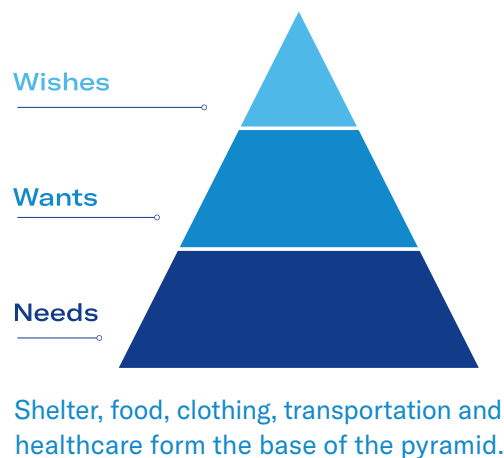 Wishes
Wants
Needs
Shelter, food, clothing, transportation and
healthcare form the base of the pyramid.